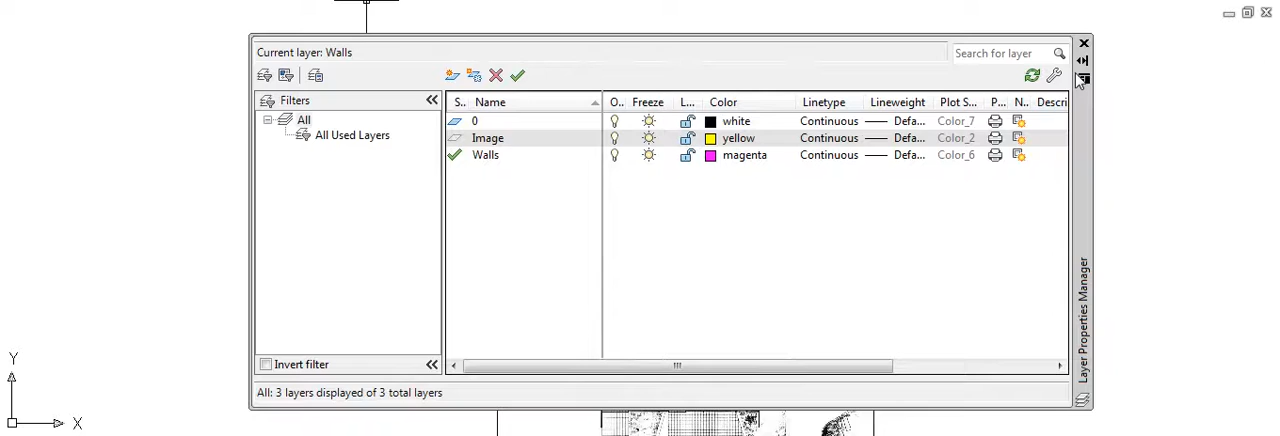 Current layer: Walls
Search for layer
Filters
All
All Used Layers
Invert filter
S.. Name O.. Freeze L... Color Linetype Lineweight Plot S... P... N.. Descri
0 white Continuous Defa... Color_7
Image yellow Continuous Defa... Color_2
Walls magenta Continuous Defa... Color_6
All: 3 layers displayed of 3 total layers
Layer Properties Manager
Y
X